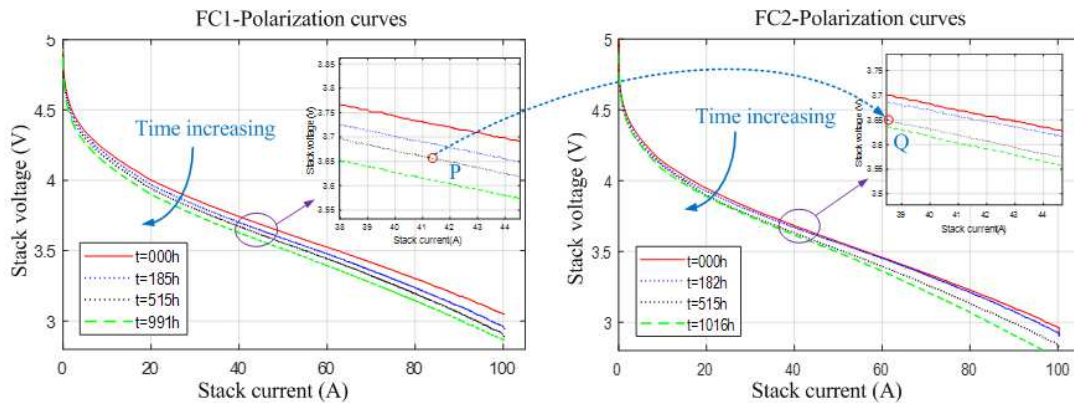 FC1-Polarization curves
Stack voltage (V)
5
4.5
4
3.5
3
0
20
40
60
80
100
Stack current (A)
Time increasing
t=000h
t=185h
t=515h
t=991h
Stack voltage(V)
3.85
3.8
3.75
3.7
3.65
3.6
3.55
38
39
40
41
42
43
44
Stack current(A)
P
FC2-Polarization curves
Stack voltage (V)
5
4.5
4
3.5
3
0
20
40
60
80
100
Stack current (A)
Time increasing
t=000h
t=182h
t=515h
t=1016h
Stack voltage(V)
3.75
3.7
3.65
3.6
3.55
3.5
39
40
41
42
43
44
Stack current(A)
Q